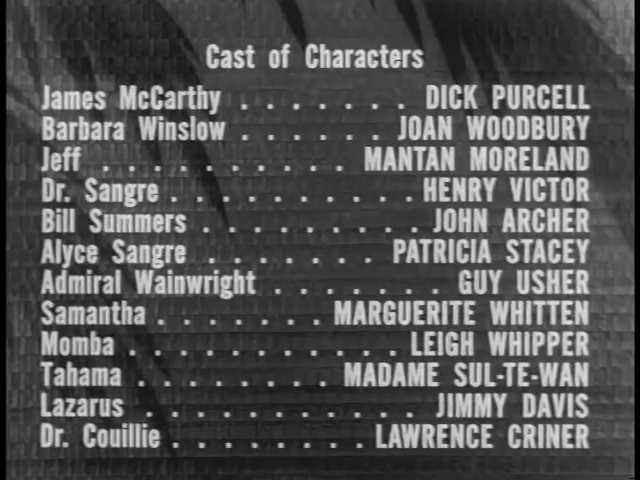 Cast of Characters
James McCarthy . . . . . . . DICK PURCELL
Barbara Winslow . . . . . . JOAN WOODBURY
Jeff . . . . . . . . . . MANTAN MORELAND
Dr. Sangre . . . . . . . . . . HENRY VICTOR
Bill Summers . . . . . . . . . JOHN ARCHER
Alyce Sangre . . . . . . . PATRICIA STACEY
Admiral Wainwright . . . . . . . GUY USHER
Samantha . . . . . . . MARGUERITE WHITTEN
Momba . . . . . . . . . . . LEIGH WHIPPER
Tahama . . . . . . . . MADAME SUL-TE-WAN
Lazarus . . . . . . . . . . . JIMMY DAVIS
Dr. Couillie . . . . . . . . LAWRENCE CRINER